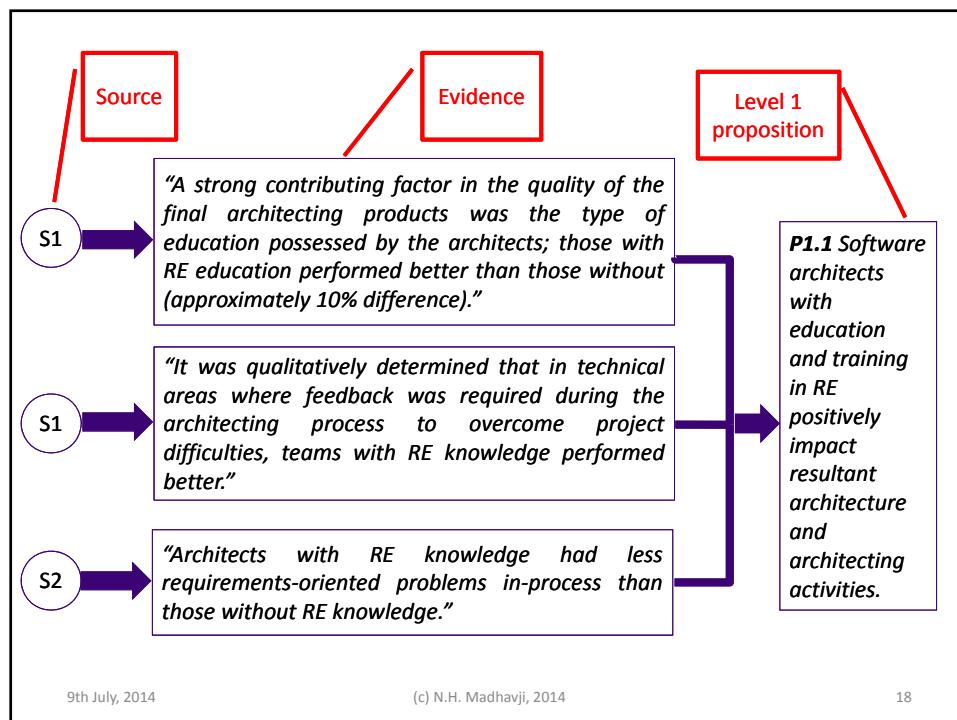 Source
Evidence
Level 1
proposition
S1
“A strong contributing factor in the quality of the
final architecting products was the type of
education possessed by the architects; those with
RE education performed better than those without
(approximately 10% difference).”
S1
“It was qualitatively determined that in technical
areas where feedback was required during the
architecting process to overcome project
difficulties, teams with RE knowledge performed
better.”
S2
“Architects with RE knowledge had less
requirements-oriented problems in-process than
those without RE knowledge.”
P1.1 Software
architects
with
education
and training
in RE
positively
impact
resultant
architecture
and
architecting
activities.
9th July, 2014
(c) N.H. Madhavji, 2014
18